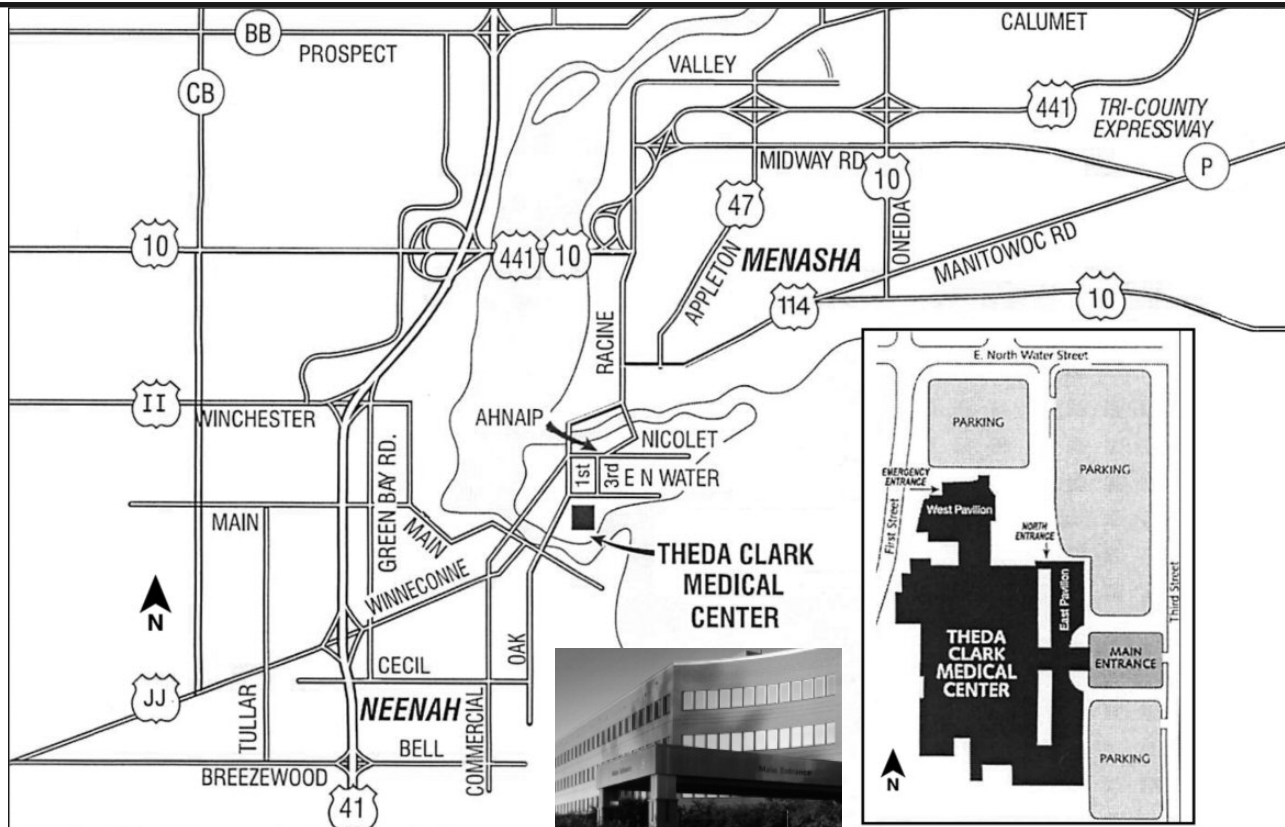 BB
PROSPECT
CALUMET
CB
VALLEY
441
TRI-COUNTY
EXPRESSWAY
MIDWAY RD
P
10
47
ONEIDA
MANITOWOC RD
APPLETON
MENASHA
10
441
10
114
10
RACINE
II
WINCHESTER
GREEN BAY RD.
AHNAIP
NICOLET
1st
3rd
E N WATER
MAIN
MAIN
THEDA CLARK
MEDICAL
CENTER
WINNECONNE
N
CECIL
OAK
JJ
TULLAR
NEENAH
COMMERCIAL
BELL
BREEZEWOOD
41
Main Entrance
E. North Water Street
PARKING
PARKING
EMERGENCY
ENTRANCE
West Pavilion
First Street
NORTH
ENTRANCE
East Pavilion
Third Street
THEDA
CLARK
MEDICAL
CENTER
MAIN
ENTRANCE
PARKING
N